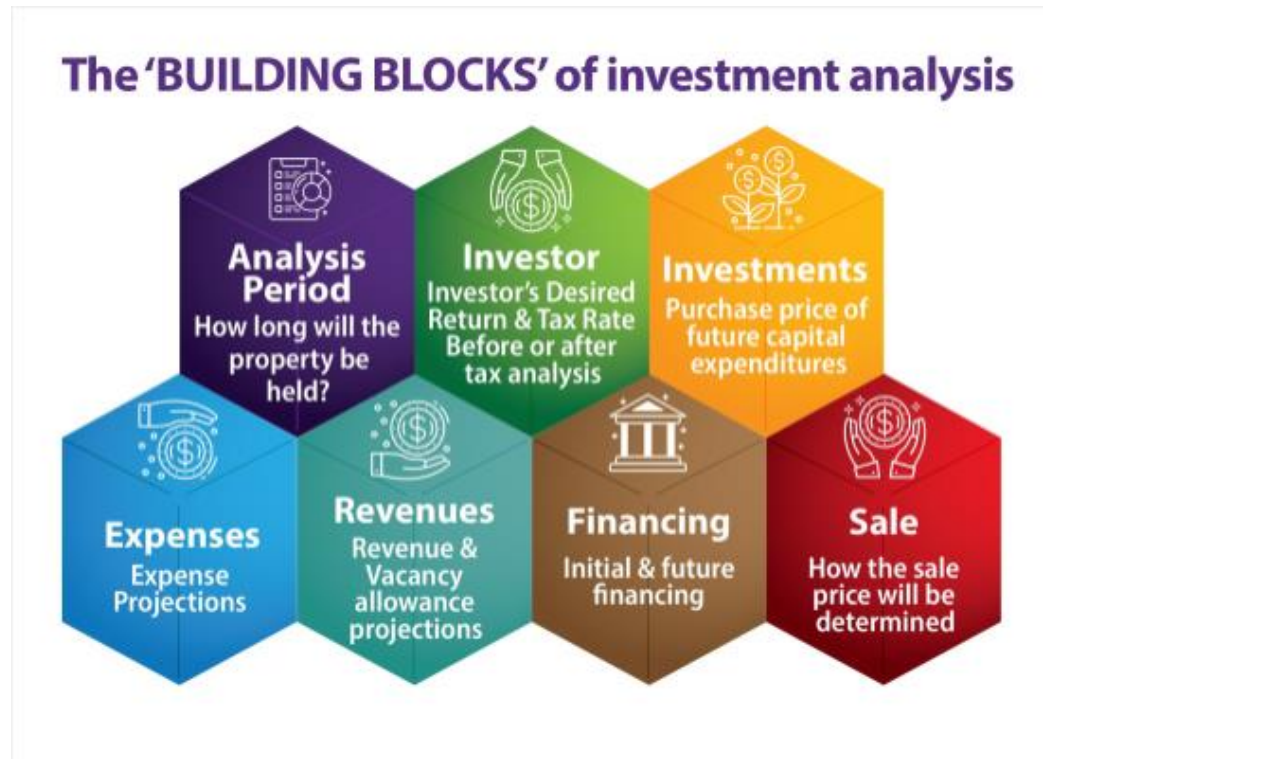 The ‘BUILDING BLOCKS’ of investment analysis
Analysis
Period
How long will the
property be
held?
Investor
Investor’s Desired
Return & Tax Rate
Before or after
tax analysis
Investments
Purchase price of
future capital
expenditures
Expenses
Expense
Projections
Revenues
Revenue &
Vacancy
allowance
projections
Financing
Initial & future
financing
Sale
How the sale
price will be
determined